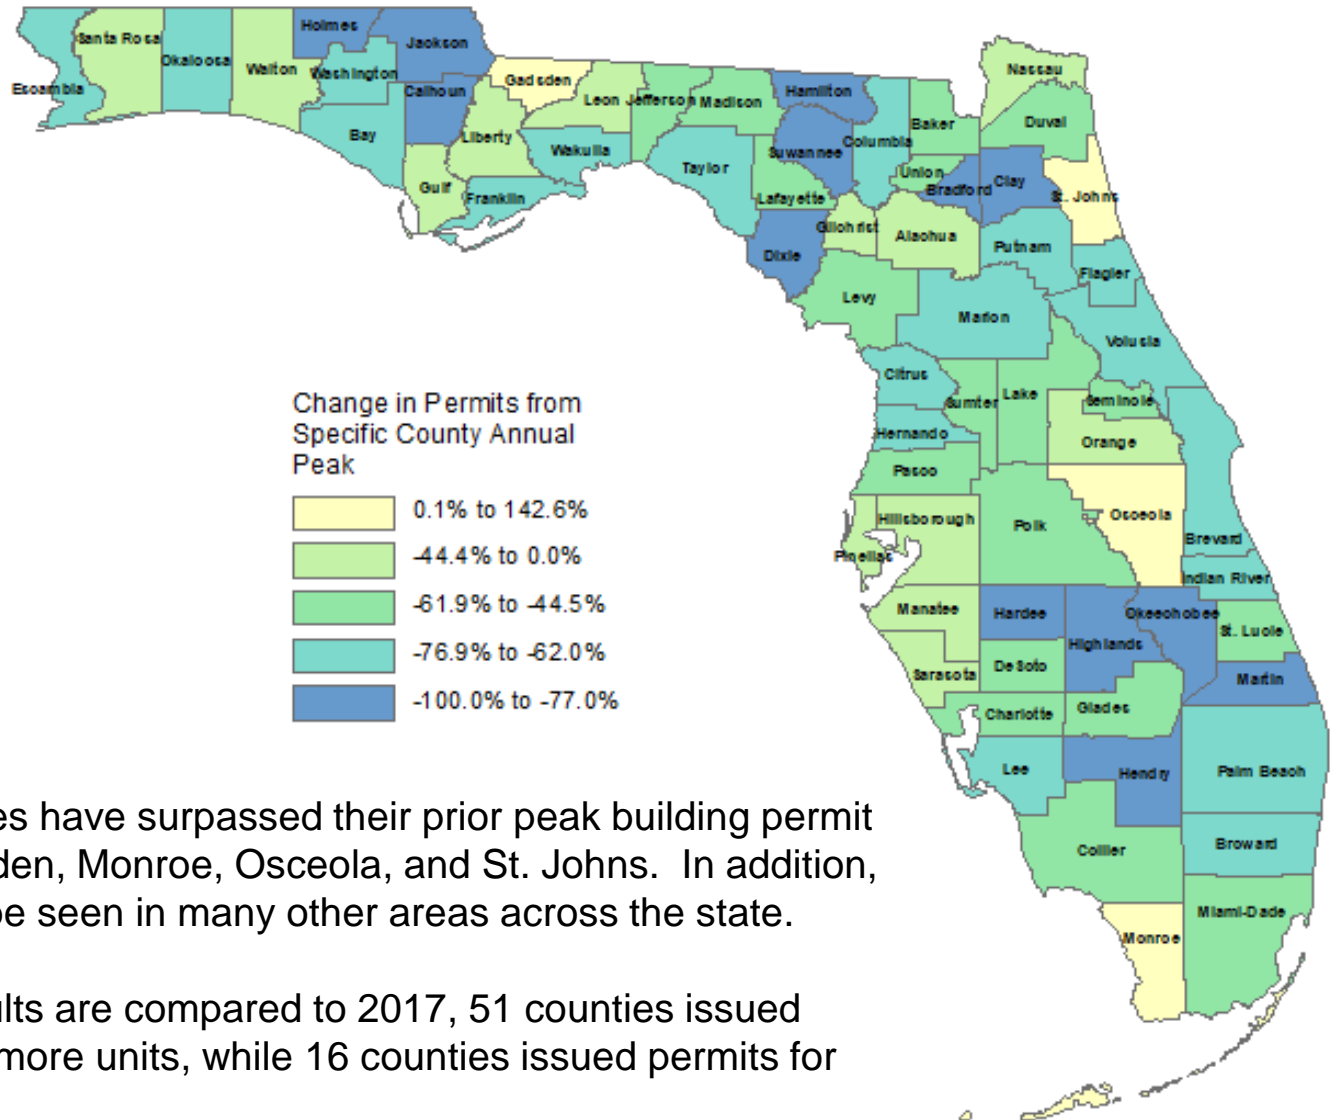 Holmes
Santa Rosa
Jackson
Okaloosa
Walton
Washington
Escambia
Calhoun
Gadsden
Leon
Jefferson
Madison
Hamilton
Nassau
Bay
Liberty
Wakulla
Taylor
Suwannee
Columbia
Baker
Duval
Union
Bradford
Clay
St. Johns
Gulf
Franklin
Lafayette
Gilchrist
Alachua
Putnam
Dixie
Flagler
Levy
Marion
Volusia
Citrus
Sumter
Lake
Seminole
Hernando
Orange
Pasco
Hillsborough
Polk
Osceola
Brevard
Pinellas
Indian River
Manatee
Hardee
Okeechobee
Highlands
St. Lucie
Sarasota
DeSoto
Martin
Charlotte
Glades
Lee
Hendry
Palm Beach
Collier
Broward
Miami-Dade
Monroe
Change in Permits from
Specific County Annual
Peak
0.1% to 142.6%
-44.4% to 0.0%
-61.9% to -44.5%
-76.9% to -62.0%
-100.0% to -77.0%
es have surpassed their prior peak building permit
den, Monroe, Osceola, and St. Johns. In addition,
be seen in many other areas across the state.
ults are compared to 2017, 51 counties issued
more units, while 16 counties issued permits for